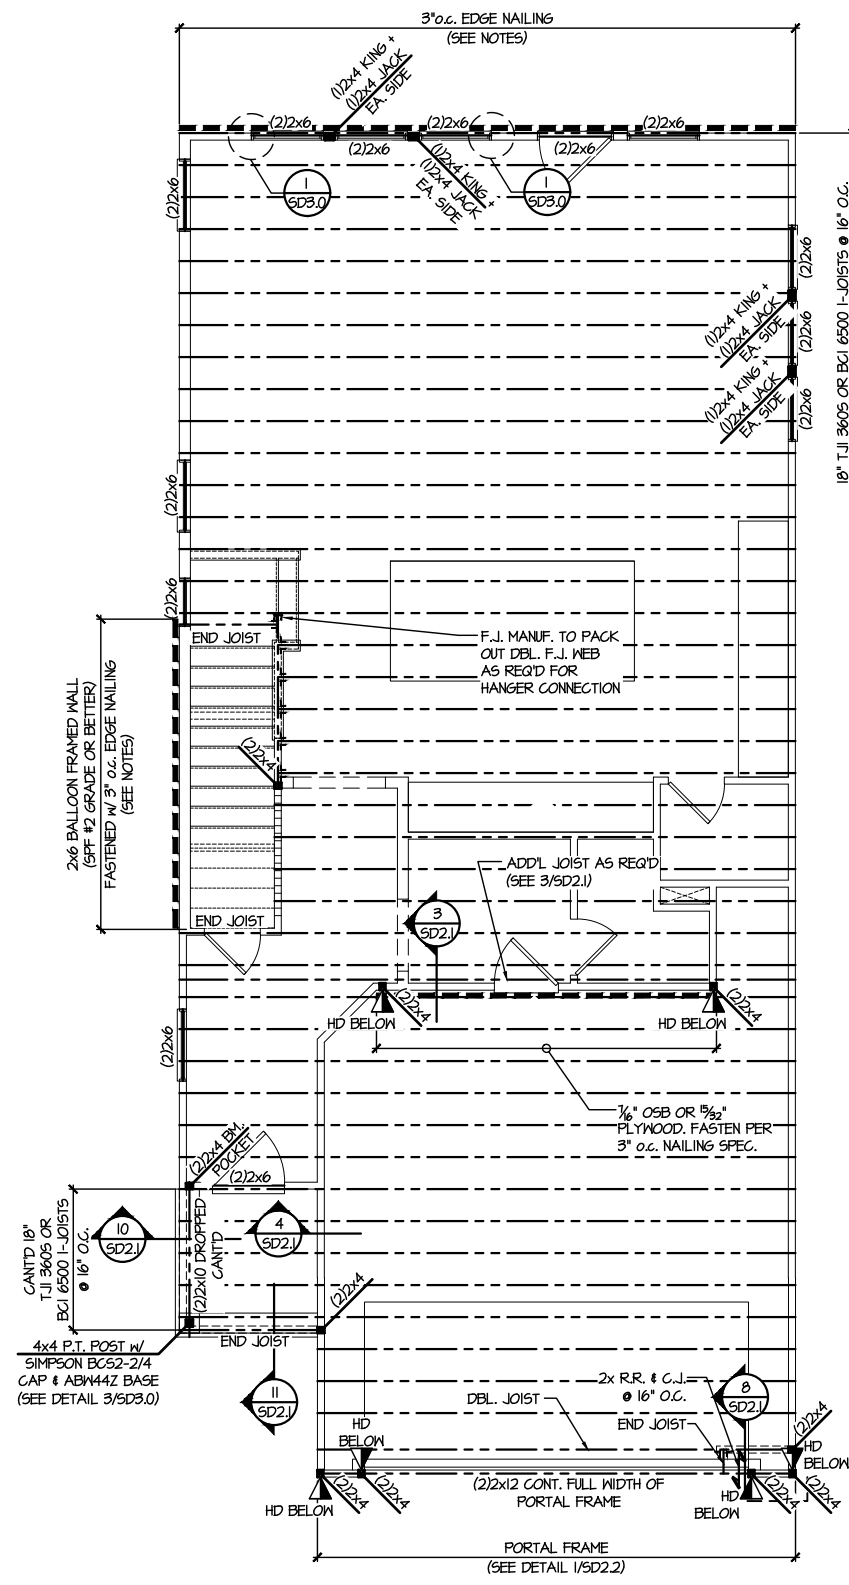 3"o.c. EDGE NAILING
(SEE NOTES)
(1)2x4 KING +
(1)2x4 JACK
EA. SIDE
(2)2x6
(2)2x6
(2)2x6
(2)2x6
(2)2x6
(1)2x4 KING +
(1)2x4 JACK
EA. SIDE
1
SD3.0
1
SD3.0
(2)2x6
18" TJI 360S OR BCI 6500 I-JOISTS @ 16" O.C.
(2)2x6
(1)2x4 KING +
(1)2x4 JACK
EA. SIDE
(2)2x6
(1)2x4 KING +
(1)2x4 JACK
EA. SIDE
(2)2x6
(2)2x6
(2)2x6
END JOIST
F.J. MANUF. TO PACK
OUT DBL. F.J. WEB
AS REQ'D FOR
HANGER CONNECTION
2x6 BALLOON FRAMED WALL
(SPF #2 GRADE OR BETTER)
FASTENED W/ 3" o.c. EDGE NAILING
(SEE NOTES)
(2)2x4
ADD'L JOIST AS REQ'D
(SEE 3/SD2.1)
END JOIST
3
SD2.1
(2)2x4
HD BELOW
(2)2x4
HD BELOW
(2)2x6
7/16" OSB OR 15/32"
PLYWOOD. FASTEN PER
3" o.c. NAILING SPEC.
(2)2x4 BM.
POCKET
(2)2x6
CANT'D 18"
TJI 360S OR
BCI 6500 I-JOISTS
@ 16" O.C.
10
SD2.1
(2)2x10 DROPPED
CANT'D
4
SD2.1
(2)2x4
END JOIST
4x4 P.T. POST W/
SIMPSON BCS2-2/4
CAP & ABW44Z BASE
(SEE DETAIL 3/SD3.0)
11
SD2.1
DBL. JOIST
2x R.R. & C.J.
@ 16" O.C.
END JOIST
8
SD2.1
(2)2x4
HD
BELOW
HD
BELOW
(2)2x4
(2)2x4
HD BELOW
(2)2x12 CONT. FULL WIDTH OF
PORTAL FRAME
HD
BELOW
(2)2x4
(2)2x4
PORTAL FRAME
(SEE DETAIL 1/SD2.2)